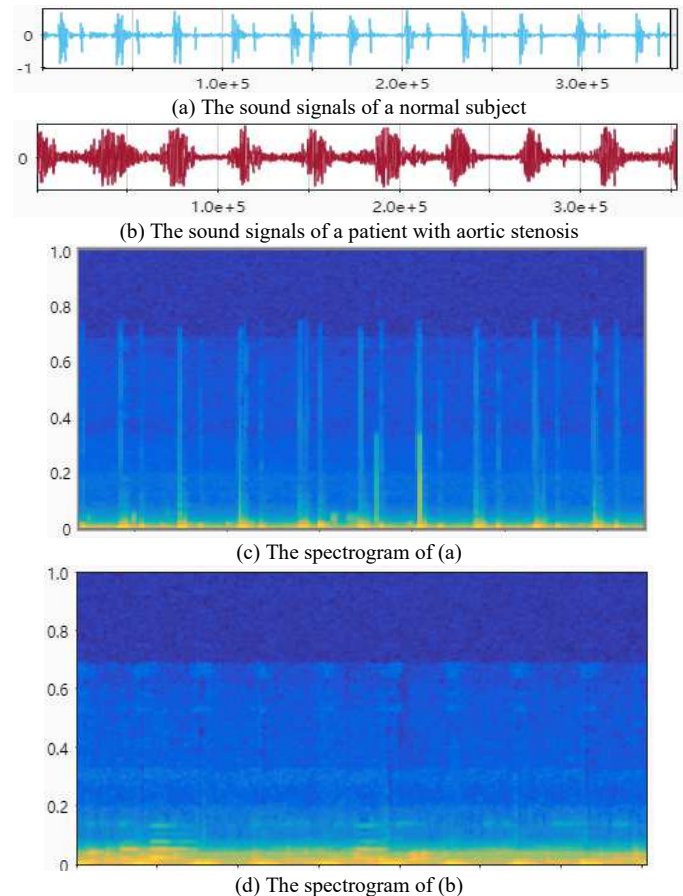 0
-1
1.0e+5 2.0e+5 3.0e+5
(a) The sound signals of a normal subject
0
1.0e+5 2.0e+5 3.0e+5
(b) The sound signals of a patient with aortic stenosis
1.0
0.8
0.6
0.4
0.2
0
(c) The spectrogram of (a)
1.0
0.8
0.6
0.4
0.2
0
(d) The spectrogram of (b)